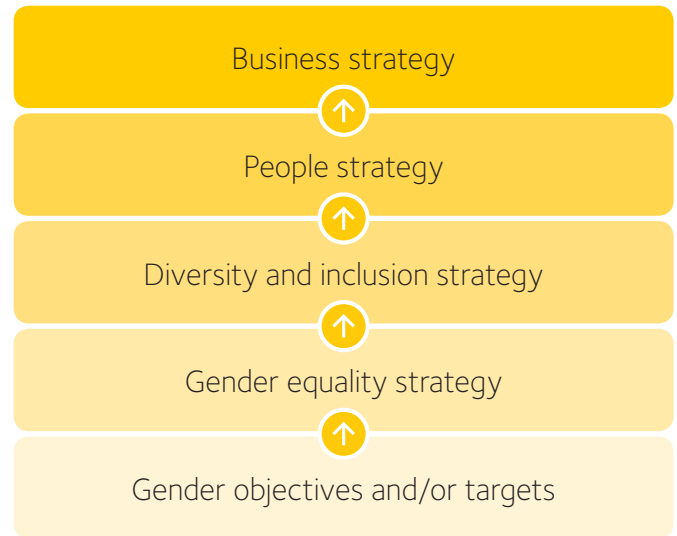 Business strategy
People strategy
Diversity and inclusion strategy
Gender equality strategy
Gender objectives and/or targets